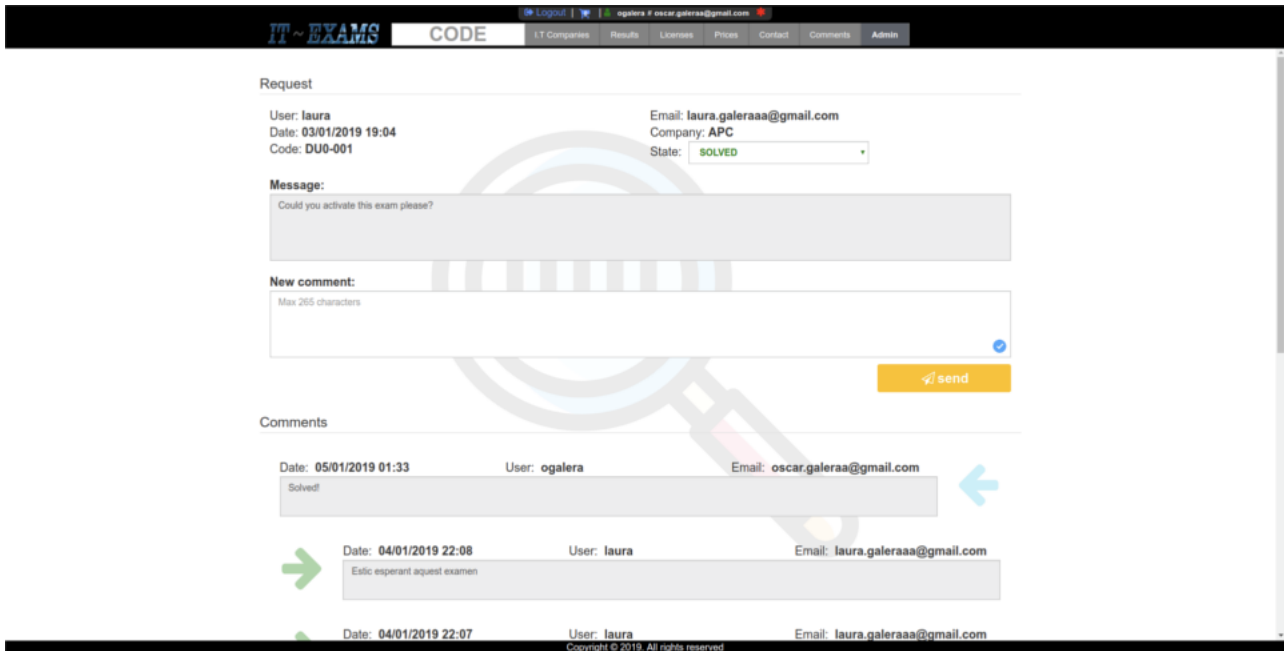 Logout | | ogalera # oscar.galeraa@gmail.com
IT~EXAMS CODE I.T Companies Results Licenses Prices Contact Comments Admin
Request
User: laura Email: laura.galeraaa@gmail.com
Date: 03/01/2019 19:04 Company: APC
Code: DU0-001 State: SOLVED
Message:
Could you activate this exam please?
New comment:
Max 265 characters
send
Comments
Date: 05/01/2019 01:33 User: ogalera Email: oscar.galeraa@gmail.com
Solved!
Date: 04/01/2019 22:08 User: laura Email: laura.galeraaa@gmail.com
Estic esperant aquest examen
Date: 04/01/2019 22:07 User: laura Email: laura.galeraaa@gmail.com
Copyright © 2019. All rights reserved